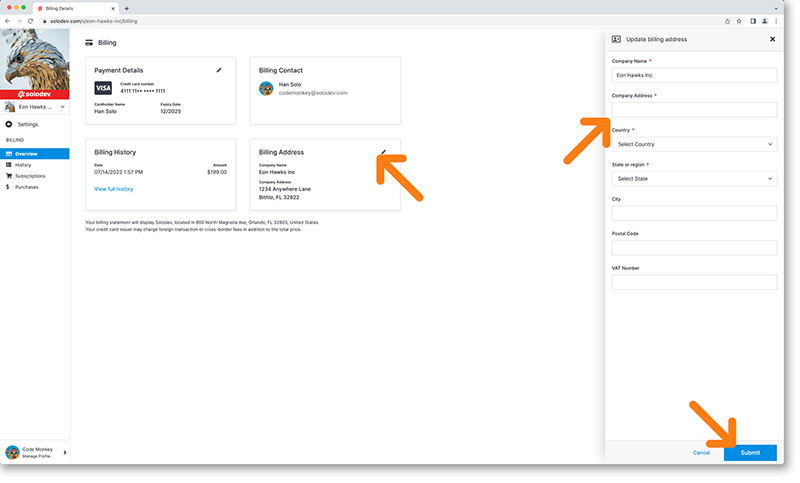 Billing Details
solodev.com/o/eon-hawks-inc/billing
solodev
Eon Hawks ...
Settings
BILLING
Overview
History
Subscriptions
Purchases
Code Monkey
Manage Profile
Billing
Payment Details
VISA
Credit card number
4111 11•• •••• 1111
Cardholder Name
Expiry Date
Han Solo
12/2025
Billing Contact
Han Solo
codemonkey@solodev.com
Billing History
Date
Amount
07/14/2022 1:57 PM
$199.00
View full history
Billing Address
Company Name
Eon Hawks Inc
Company Address
1234 Anywhere Lane
Bithlo, FL 32822
Your billing statement will display Solodev, located in 800 North Magnolia Ave, Orlando, FL 32803, United States.
Your credit card issuer may charge foreign transaction or cross-border fees in addition to the total price.
Update billing address
Company Name *
Eon Hawks Inc
Company Address *
Country *
Select Country
State or region *
Select State
City
Postal Code
VAT Number
Cancel
Submit